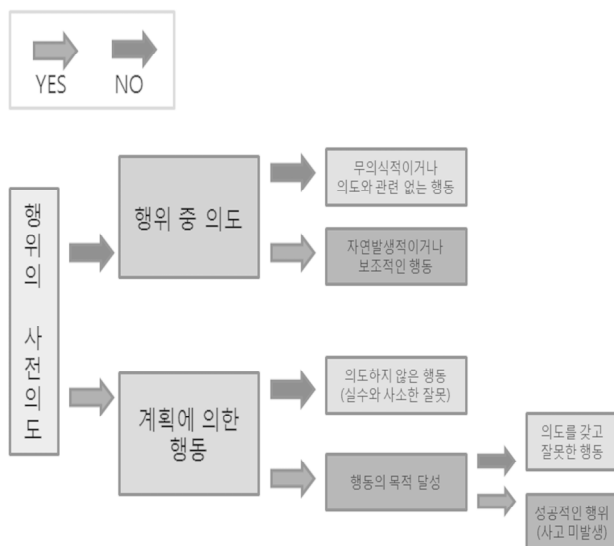 YES
NO
행위의 사전의도
행위 중 의도
무의식적이거나
의도와 관련 없는 행동
자연발생적이거나
보조적인 행동
계획에 의한
행동
의도하지 않은 행동
(실수와 사소한 잘못)
행동의 목적 달성
의도를 갖고
잘못한 행동
성공적인 행위
(사고 미발생)